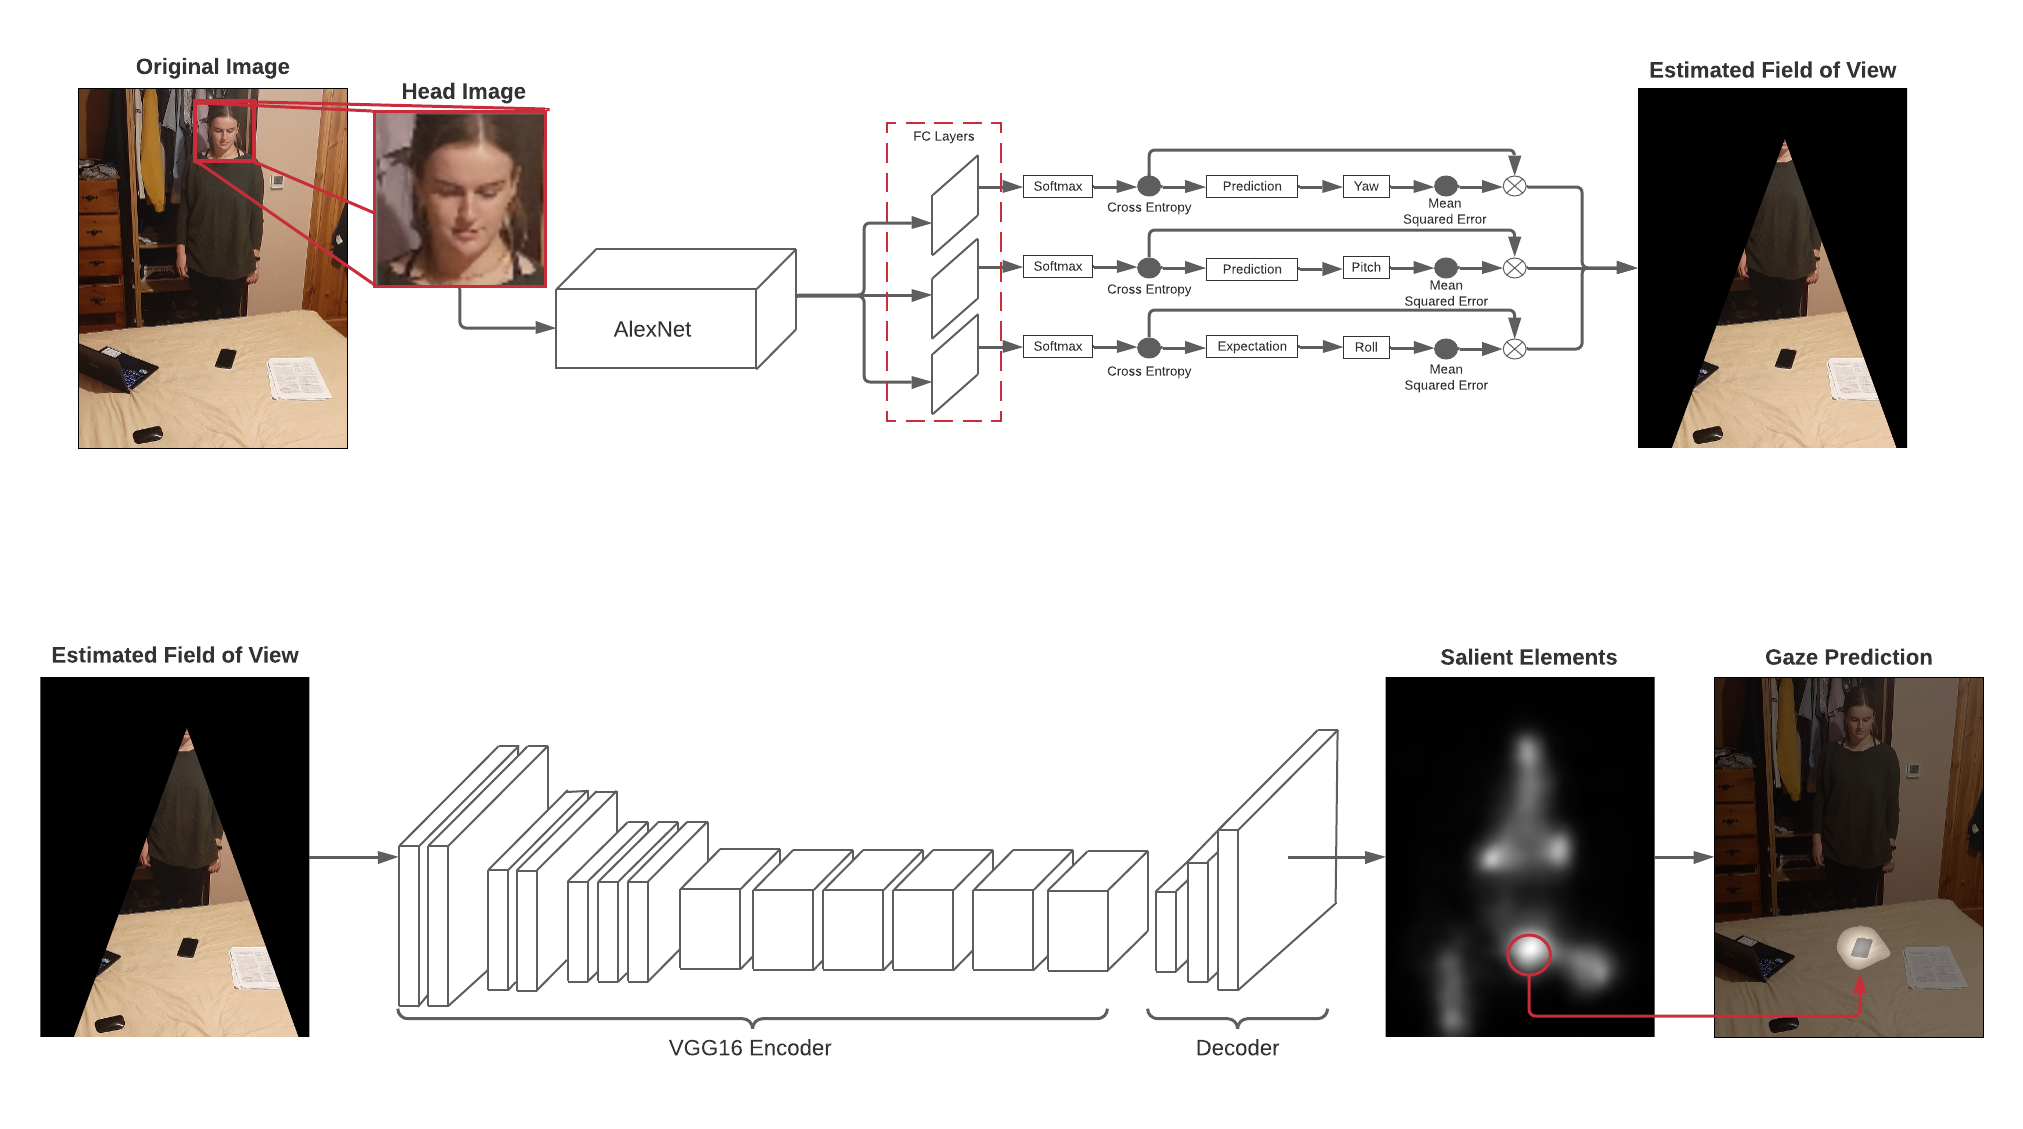 Original Image
Head Image
Estimated Field of View
FC Layers
AlexNet
Softmax
Cross Entropy
Prediction
Yaw
Mean
Squared Error
Softmax
Cross Entropy
Prediction
Pitch
Mean
Squared Error
Softmax
Cross Entropy
Expectation
Roll
Mean
Squared Error
Estimated Field of View
Salient Elements
Gaze Prediction
VGG16 Encoder
Decoder